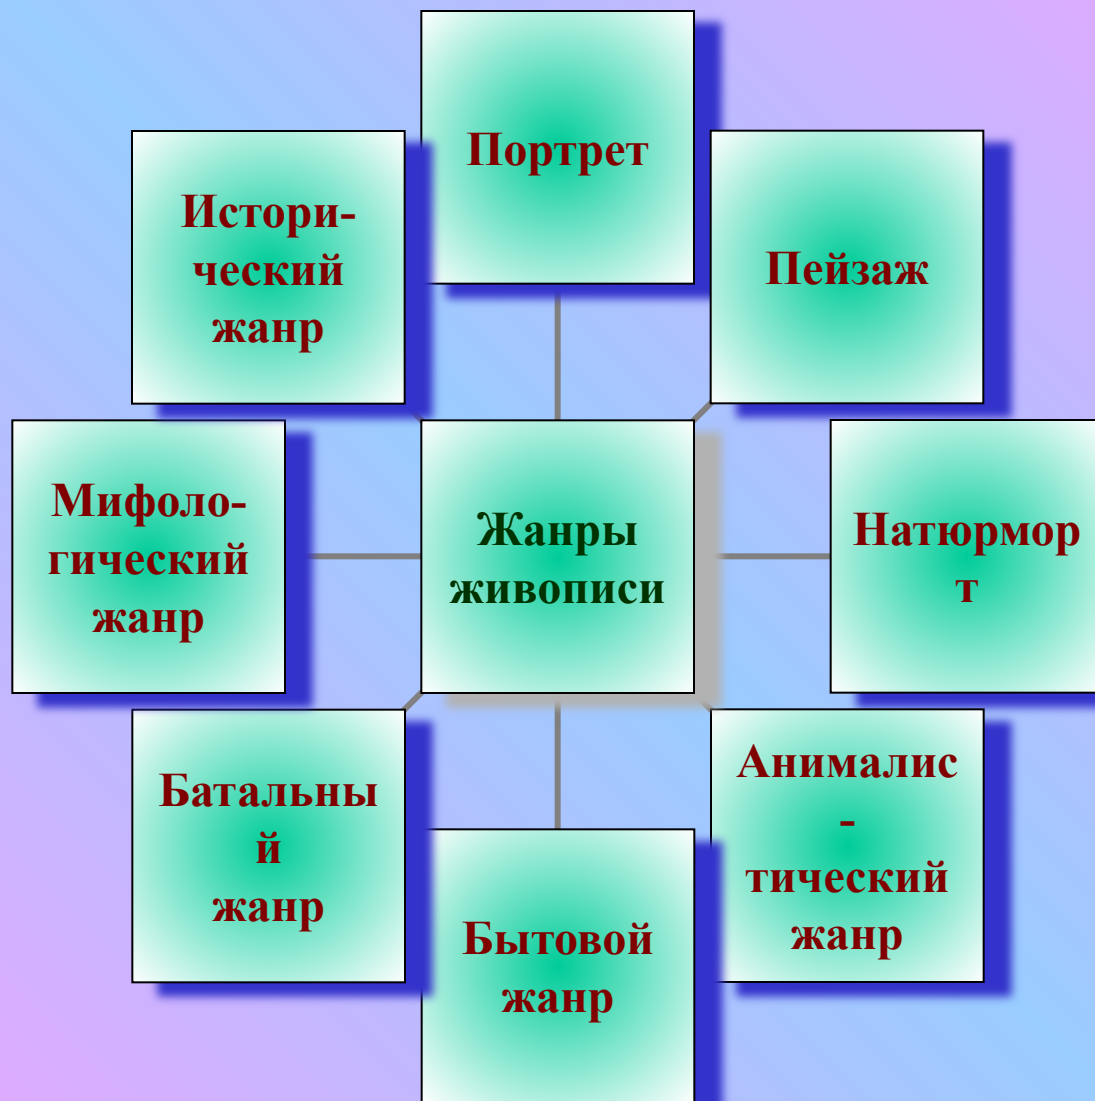 Портрет
Истори-
ческий
жанр
Пейзаж
Мифоло-
гический
жанр
Жанры
живописи
Натюрмор
т
Батальны
й
жанр
Анималис
-
тический
жанр
Бытовой
жанр